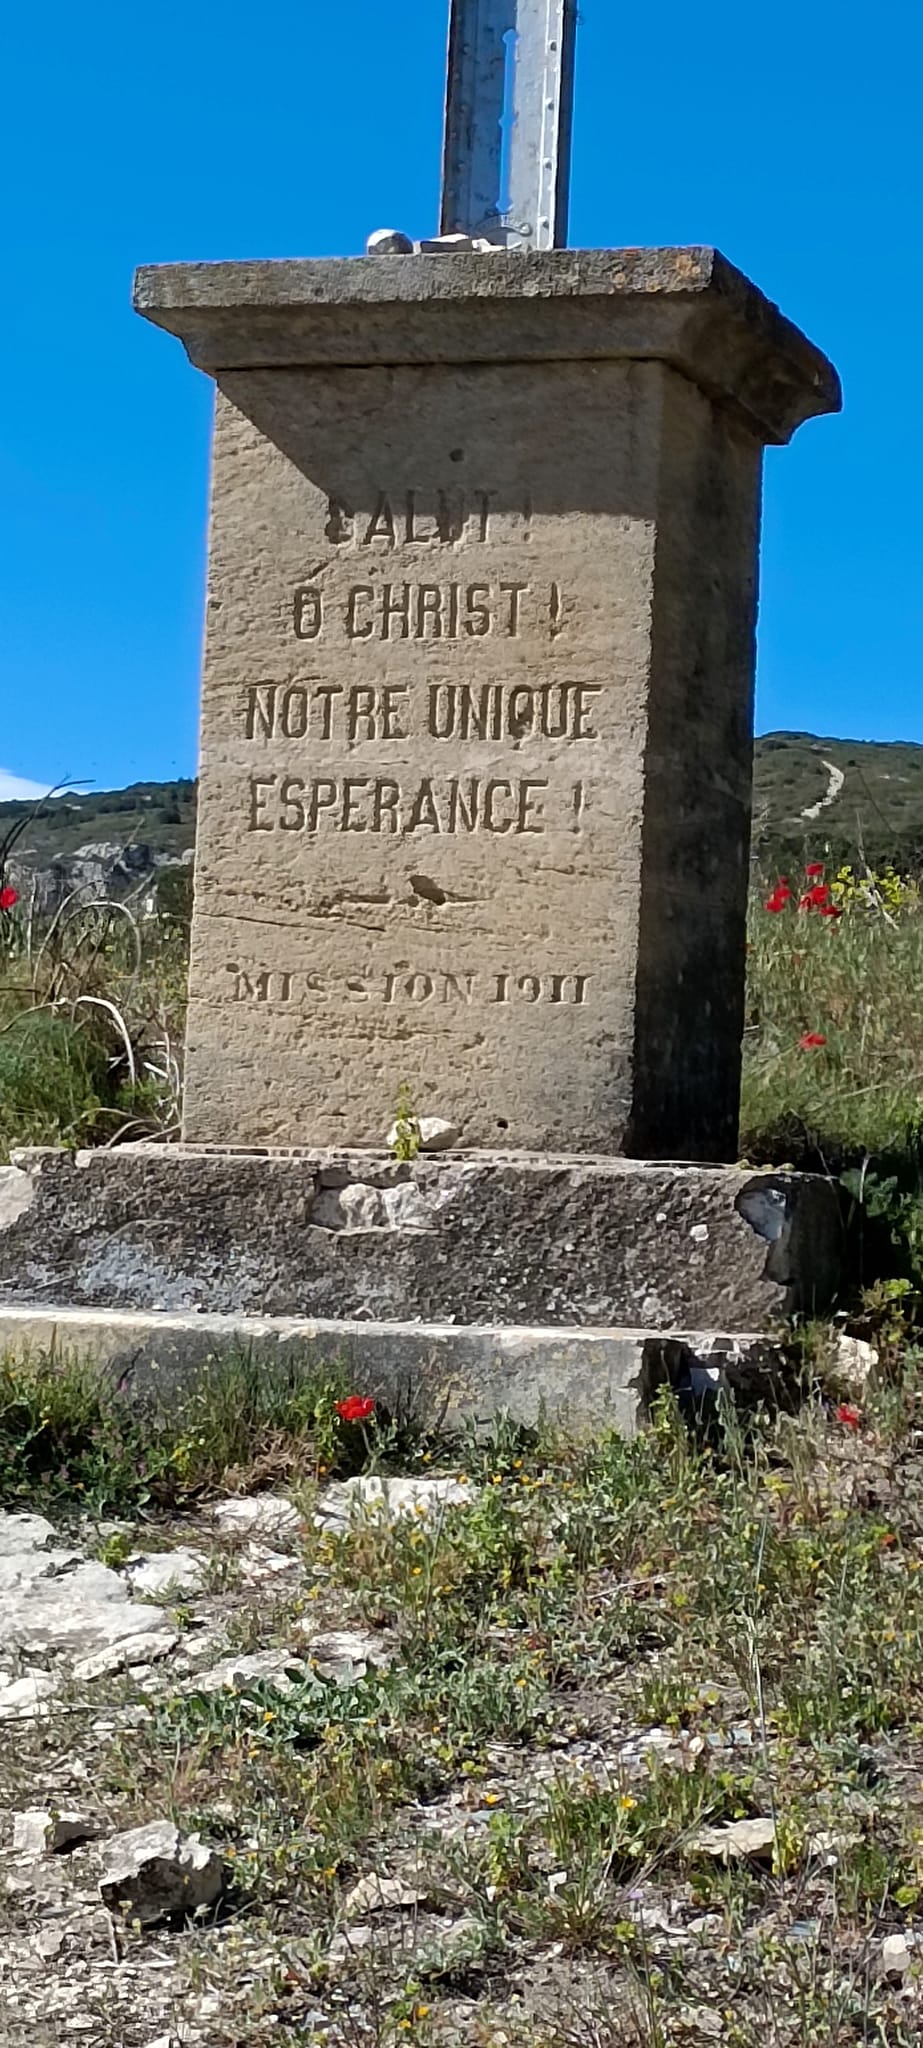 SALUT !
O CHRIST !
NOTRE UNIQUE
ESPERANCE !
MISSION 1911